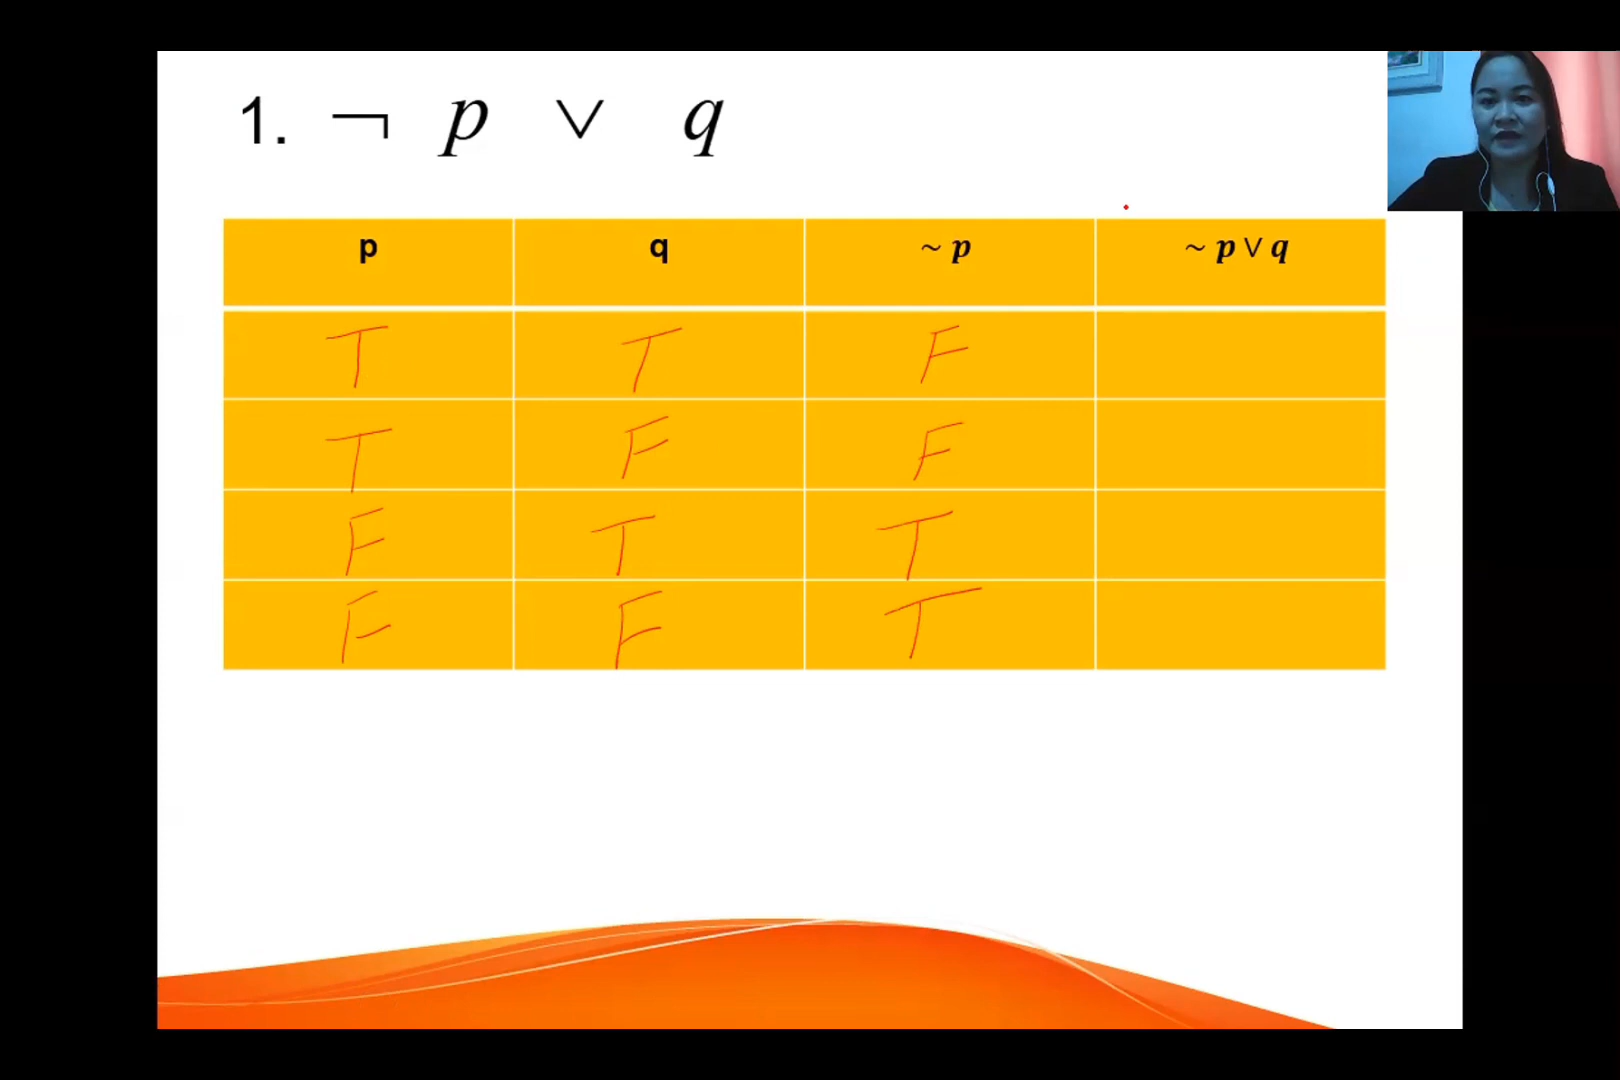 1. ¬ p ∨ q
p q ~ p ~ p ∨ q
T T F
T F F
F T T
F F T